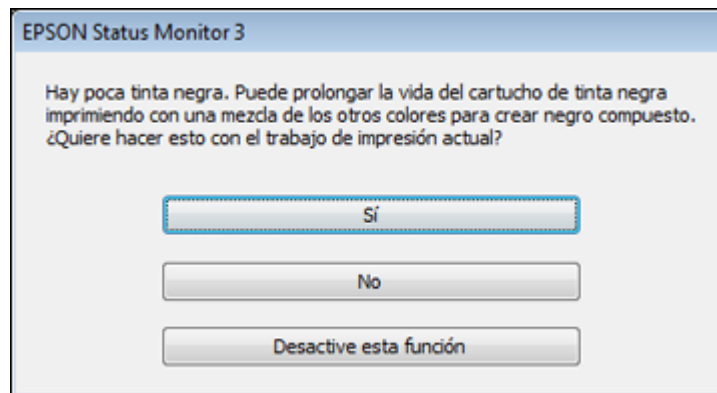 EPSON Status Monitor 3
Hay poca tinta negra. Puede prolongar la vida del cartucho de tinta negra
imprimiendo con una mezcla de los otros colores para crear negro compuesto.
¿Quiere hacer esto con el trabajo de impresión actual?
Sí
No
Desactive esta función